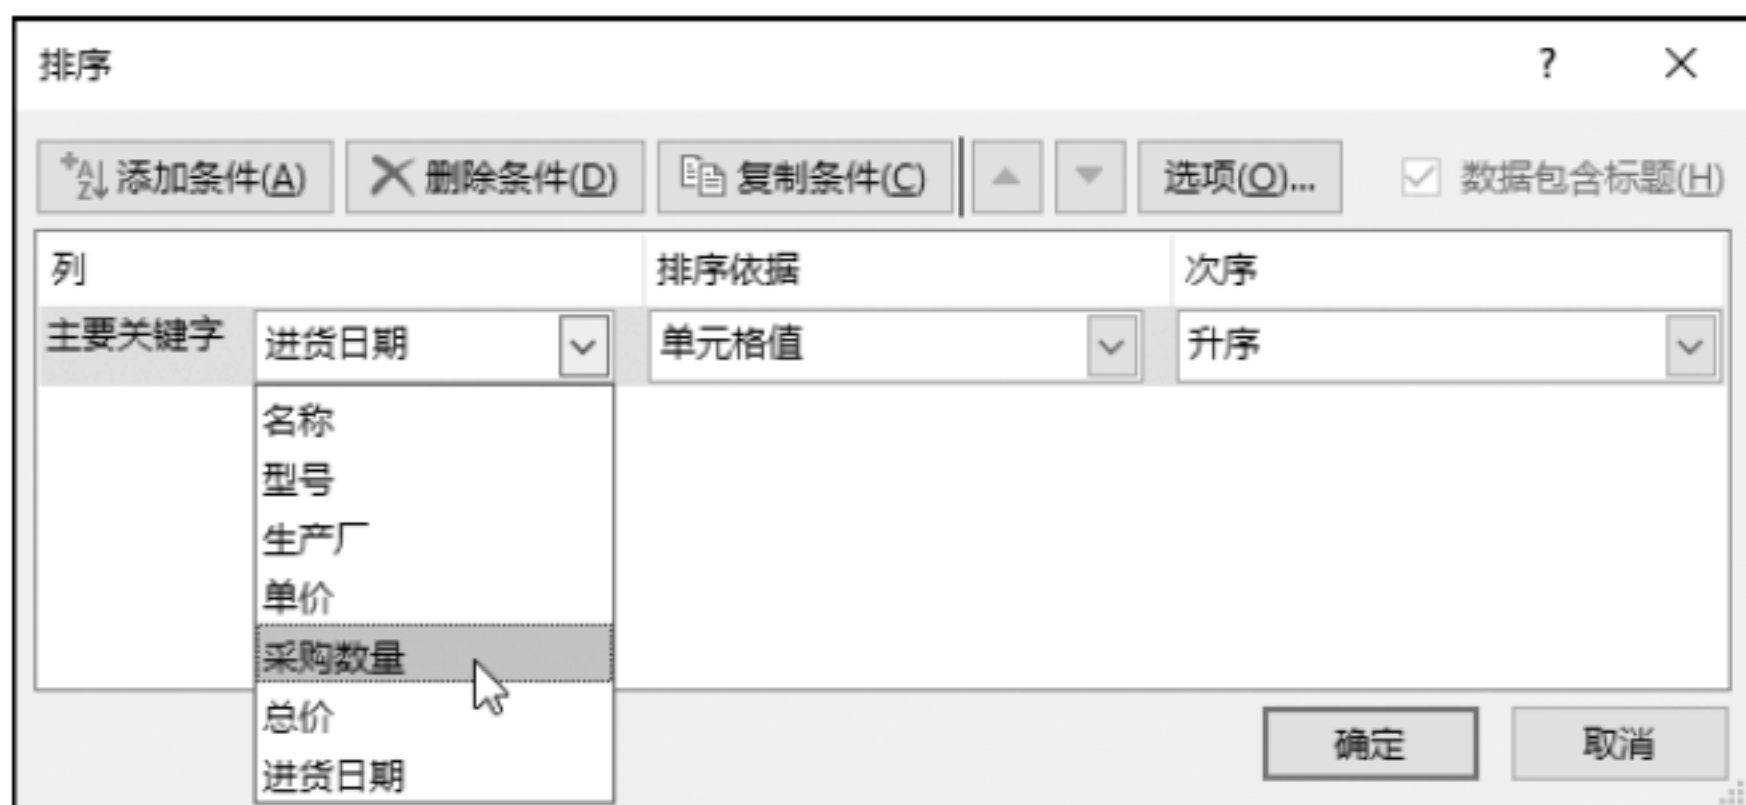 排序 ?
添加条件(A) 删除条件(D) 复制条件(C) 选项(O)... 数据包含标题(H)
列 排序依据 次序
主要关键字 进货日期 单元格值 升序
名称
型号
生产厂
单价
采购数量
总价
进货日期
确定 取消